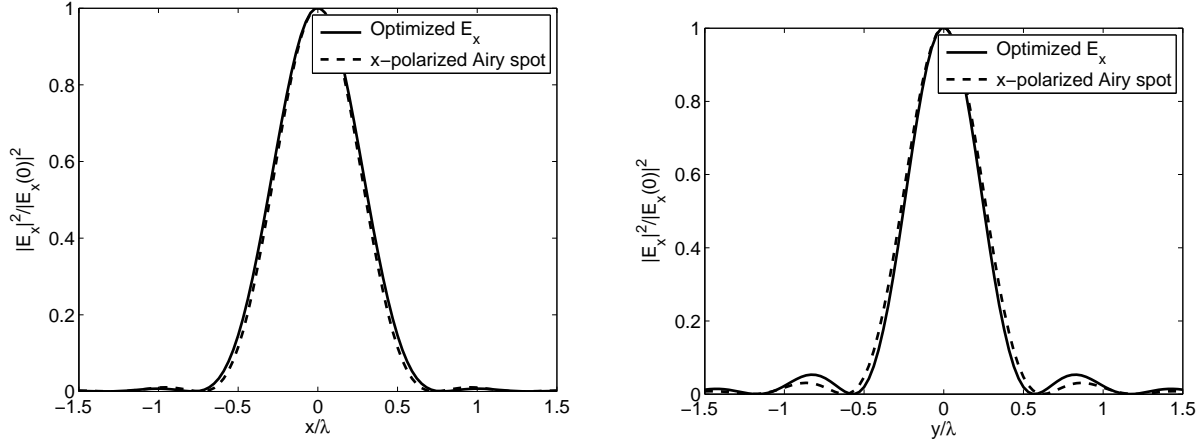 1
0.8
0.6
0.4
0.2
0
|E_x|^2/|E_x(0)|^2
−1.5 −1 −0.5 0 0.5 1 1.5
x/λ
Optimized E_x
x−polarized Airy spot
1
0.8
0.6
0.4
0.2
0
|E_x|^2/|E_x(0)|^2
−1.5 −1 −0.5 0 0.5 1 1.5
y/λ
Optimized E_x
x−polarized Airy spot